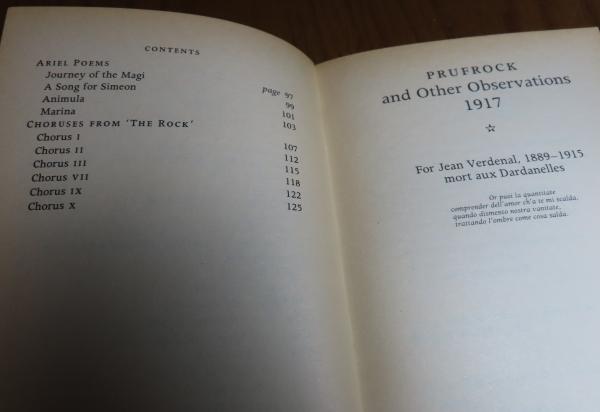 CONTENTS
ARIEL POEMS
Journey of the Magi page 97
A Song for Simeon 99
Animula 101
Marina 103
CHORUSES FROM 'THE ROCK'
Chorus I 107
Chorus II 112
Chorus III 115
Chorus VII 118
Chorus IX 122
Chorus X 125
PRUFROCK
and Other Observations
1917
☆
For Jean Verdenal, 1889–1915
mort aux Dardanelles
Or puoi la quantitate
comprender dell'amor ch'a te mi scalda,
quando dismento nostra vanitate,
trattando l'ombre come cosa salda.